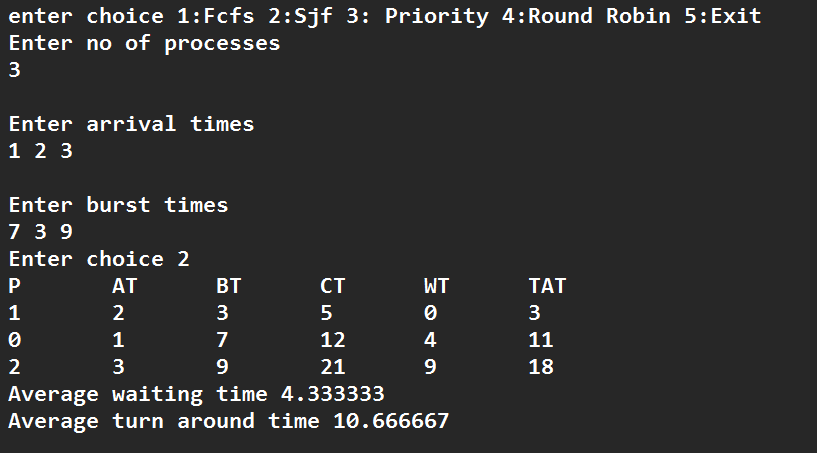 enter choice 1:Fcfs 2:Sjf 3: Priority 4:Round Robin 5:Exit
Enter no of processes
3
Enter arrival times
1 2 3
Enter burst times
7 3 9
Enter choice 2
P AT BT CT WT TAT
1 2 3 5 0 3
0 1 7 12 4 11
2 3 9 21 9 18
Average waiting time 4.333333
Average turn around time 10.666667